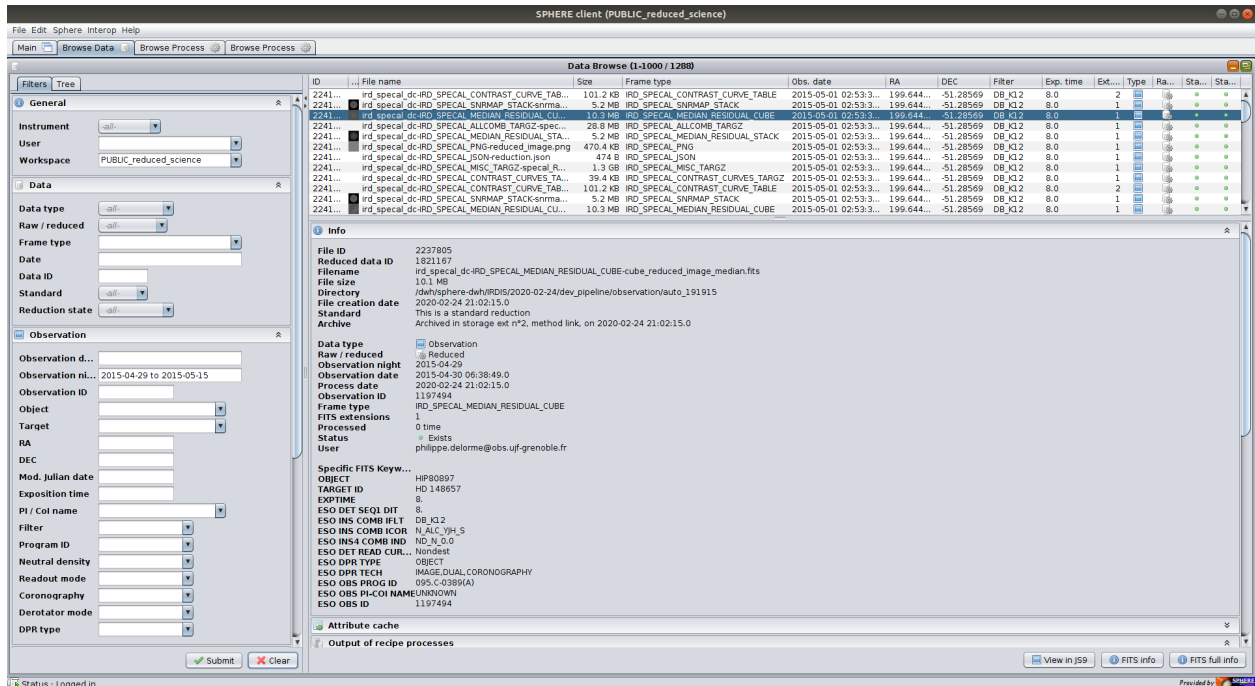 SPHERE client (PUBLIC_reduced_science)
File Edit Sphere Interop Help
Main Browse Data Browse Process Browse Process
Data Browse (1-1000 / 1288)
Filters Tree
General
Instrument -all-
User
Workspace PUBLIC_reduced_science
Data
Data type -all-
Raw / reduced -all-
Frame type
Date
Data ID
Standard -all-
Reduction state -all-
Observation
Observation d...
Observation ni... 2015-04-29 to 2015-05-15
Observation ID
Object
Target
RA
DEC
Mod. Julian date
Exposition time
PI / CoI name
Filter
Program ID
Neutral density
Readout mode
Coronography
Derotator mode
DPR type
Submit Clear
ID ... File name Size Frame type Obs. date RA DEC Filter Exp. time Ext.... Type Ra... Sta... Sta...
2241... ird_specal_dc-IRD_SPECAL_CONTRAST_CURVE_TAB... 101.2 KB IRD_SPECAL_CONTRAST_CURVE_TABLE 2015-05-01 02:53:3... 199.644... -51.28569 DB_K12 8.0 2
2241... ird_specal_dc-IRD_SPECAL_SNRMAP_STACK-snrma... 5.2 MB IRD_SPECAL_SNRMAP_STACK 2015-05-01 02:53:3... 199.644... -51.28569 DB_K12 8.0 1
2241... ird_specal_dc-IRD_SPECAL_MEDIAN_RESIDUAL_CU... 10.3 MB IRD_SPECAL_MEDIAN_RESIDUAL_CUBE 2015-05-01 02:53:3... 199.644... -51.28569 DB_K12 8.0 1
2241... ird_specal_dc-IRD_SPECAL_ALLCOMB_TARGZ-spec... 28.8 MB IRD_SPECAL_ALLCOMB_TARGZ 2015-05-01 02:53:3... 199.644... -51.28569 DB_K12 8.0 1
2241... ird_specal_dc-IRD_SPECAL_MEDIAN_RESIDUAL_STA... 5.2 MB IRD_SPECAL_MEDIAN_RESIDUAL_STACK 2015-05-01 02:53:3... 199.644... -51.28569 DB_K12 8.0 1
2241... ird_specal_dc-IRD_SPECAL_PNG-reduced_image.png 470.4 KB IRD_SPECAL_PNG 2015-05-01 02:53:3... 199.644... -51.28569 DB_K12 8.0 1
2241... ird_specal_dc-IRD_SPECAL_JSON-reduction.json 474 B IRD_SPECAL_JSON 2015-05-01 02:53:3... 199.644... -51.28569 DB_K12 8.0 1
2241... ird_specal_dc-IRD_SPECAL_MISC_TARGZ-specal_R... 1.3 GB IRD_SPECAL_MISC_TARGZ 2015-05-01 02:53:3... 199.644... -51.28569 DB_K12 8.0 1
2241... ird_specal_dc-IRD_SPECAL_CONTRAST_CURVES_TAR... 39.4 KB IRD_SPECAL_CONTRAST_CURVES_TARGZ 2015-05-01 02:53:3... 199.644... -51.28569 DB_K12 8.0 1
2241... ird_specal_dc-IRD_SPECAL_CONTRAST_CURVE_TAB... 101.2 KB IRD_SPECAL_CONTRAST_CURVE_TABLE 2015-05-01 02:53:3... 199.644... -51.28569 DB_K12 8.0 2
2241... ird_specal_dc-IRD_SPECAL_SNRMAP_STACK-snrma... 5.2 MB IRD_SPECAL_SNRMAP_STACK 2015-05-01 02:53:3... 199.644... -51.28569 DB_K12 8.0 1
2241... ird_specal_dc-IRD_SPECAL_MEDIAN_RESIDUAL_CU... 10.3 MB IRD_SPECAL_MEDIAN_RESIDUAL_CUBE 2015-05-01 02:53:3... 199.644... -51.28569 DB_K12 8.0 1
Info
File ID 2237805
Reduced data ID 1821167
Filename ird_specal_dc-IRD_SPECAL_MEDIAN_RESIDUAL_CUBE-cube_reduced_image_median.fits
File size 10.1 MB
Directory /dwh/sphere-dwh/IRDIS/2020-02-24/dev_pipeline/observation/auto_191915
File creation date 2020-02-24 21:02:15.0
Standard This is a standard reduction
Archive Archived in storage ext n°2, method link, on 2020-02-24 21:02:15.0
Data type Observation
Raw / reduced Reduced
Observation night 2015-04-29
Observation date 2015-04-30 06:38:49.0
Process date 2020-02-24 21:02:15.0
Observation ID 1197494
Frame type IRD_SPECAL_MEDIAN_RESIDUAL_CUBE
FITS extensions 1
Processed 0 time
Status Exists
User philippe.delorme@obs.ujf-grenoble.fr
Specific FITS Keyw...
OBJECT HIP80897
TARGET ID HD 148657
EXPTIME 8.
ESO DET SEQ1 DIT 8.
ESO INS COMB IFLT DB_K12
ESO INS COMB ICOR N_ALC_YJH_S
ESO INS4 COMB IND ND_N_0.0
ESO DET READ CUR... Nondest
ESO DPR TYPE OBJECT
ESO DPR TECH IMAGE,DUAL,CORONOGRAPHY
ESO OBS PROG ID 095.C-0389(A)
ESO OBS PI-COI NAME UNKNOWN
ESO OBS ID 1197494
Attribute cache
Output of recipe processes
View in JS9 FITS info FITS full info
Status : Logged in
Provided by SPHERE